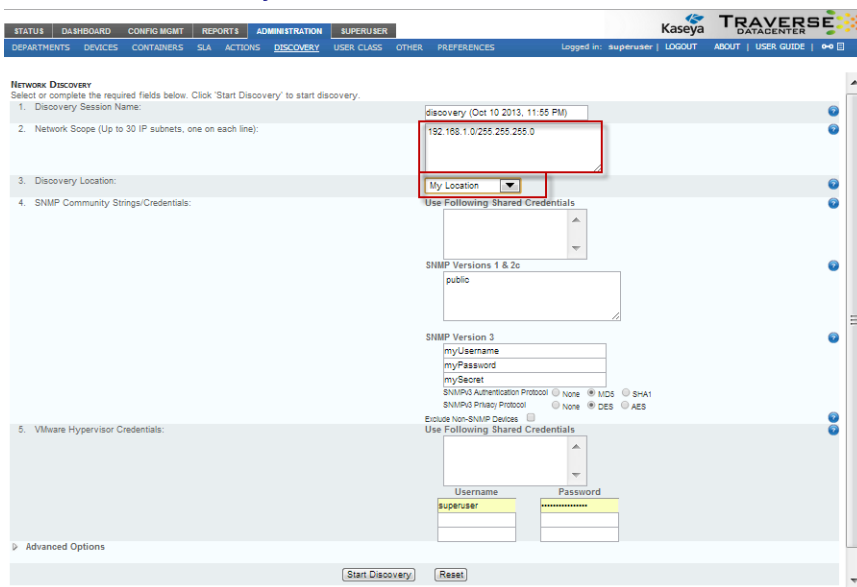 Kaseya TRAVERSE
DATACENTER
STATUS DASHBOARD CONFIG MGMT REPORTS ADMINISTRATION SUPERUSER
DEPARTMENTS DEVICES CONTAINERS SLA ACTIONS DISCOVERY USER CLASS OTHER PREFERENCES Logged in: superuser | LOGOUT ABOUT | USER GUIDE |
NETWORK DISCOVERY
Select or complete the required fields below. Click 'Start Discovery' to start discovery.
1. Discovery Session Name: discovery (Oct 10 2013, 11:55 PM)
2. Network Scope (Up to 30 IP subnets, one on each line): 192.168.1.0/255.255.255.0
3. Discovery Location: My Location
4. SNMP Community Strings/Credentials: Use Following Shared Credentials
SNMP Versions 1 & 2c
public
SNMP Version 3
myUsername
myPassword
mySecret
SNMPv3 Authentication Protocol None MD5 SHA1
SNMPv3 Privacy Protocol None DES AES
Exclude Non-SNMP Devices
5. VMware Hypervisor Credentials: Use Following Shared Credentials
Username Password
superuser ••••••••••••••••
Advanced Options
Start Discovery Reset